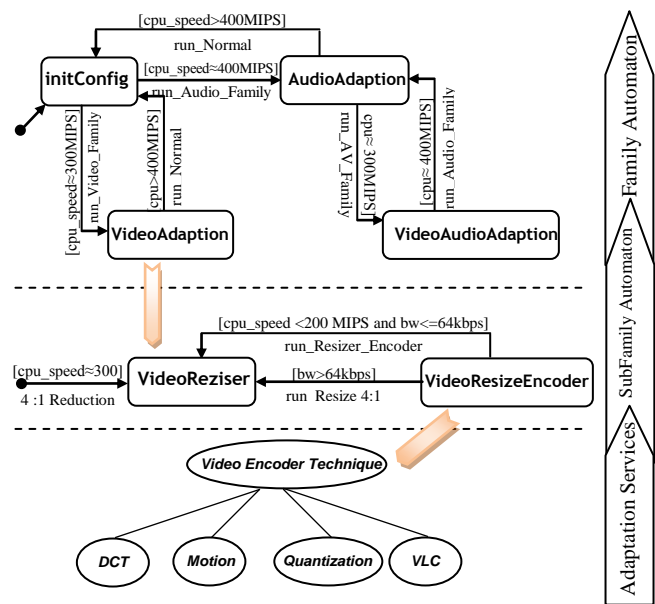 [cpu_speed>400MIPS]
run_Normal
initConfig
[cpu_speed≈400MIPS]
run_Audio_Family
AudioAdaption
[cpu_speed≈300MIPS]
run_Video_Family
[cpu>400MIPS]
run_Normal
cpu≈300MIPS]
run_AV_Family
[cpu≈400MIPS]
run_Audio_Family
VideoAdaption
VideoAudioAdaption
[cpu_speed <200 MIPS and bw<=64kbps]
run_Resizer_Encoder
[cpu_speed≈300]
4 :1 Reduction
VideoReziser
[bw>64kbps]
run Resize 4:1
VideoResizeEncoder
Video Encoder Technique
DCT
Motion
Quantization
VLC
Family Automaton
SubFamily Automaton
Adaptation Services